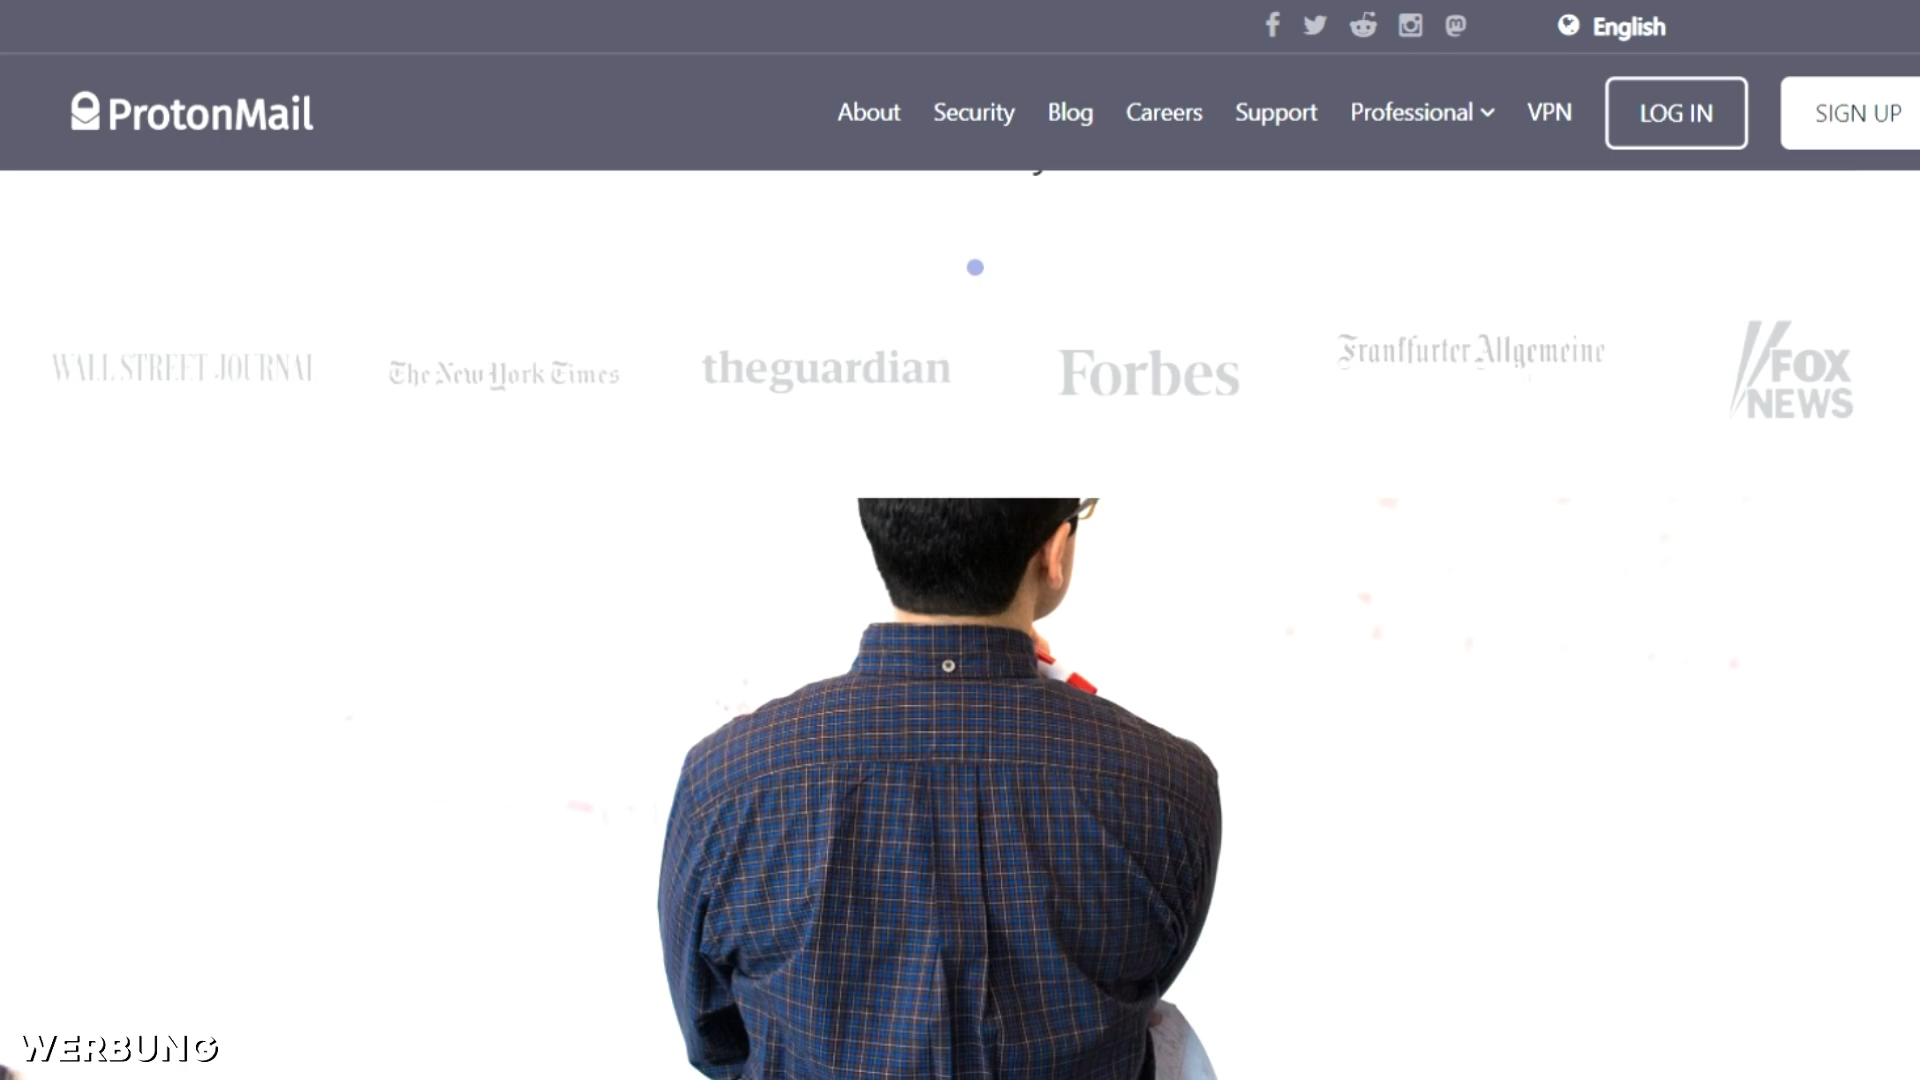 English
ProtonMail
About Security Blog Careers Support Professional VPN LOG IN SIGN UP
WALL STREET JOURNAL
The New York Times
theguardian
Forbes
Frankfurter Allgemeine
FOX NEWS
WERBUNG